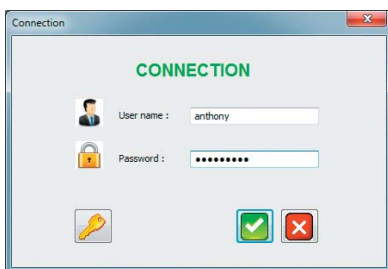 Connection
CONNECTION
User name : anthony
Password : •••••••••